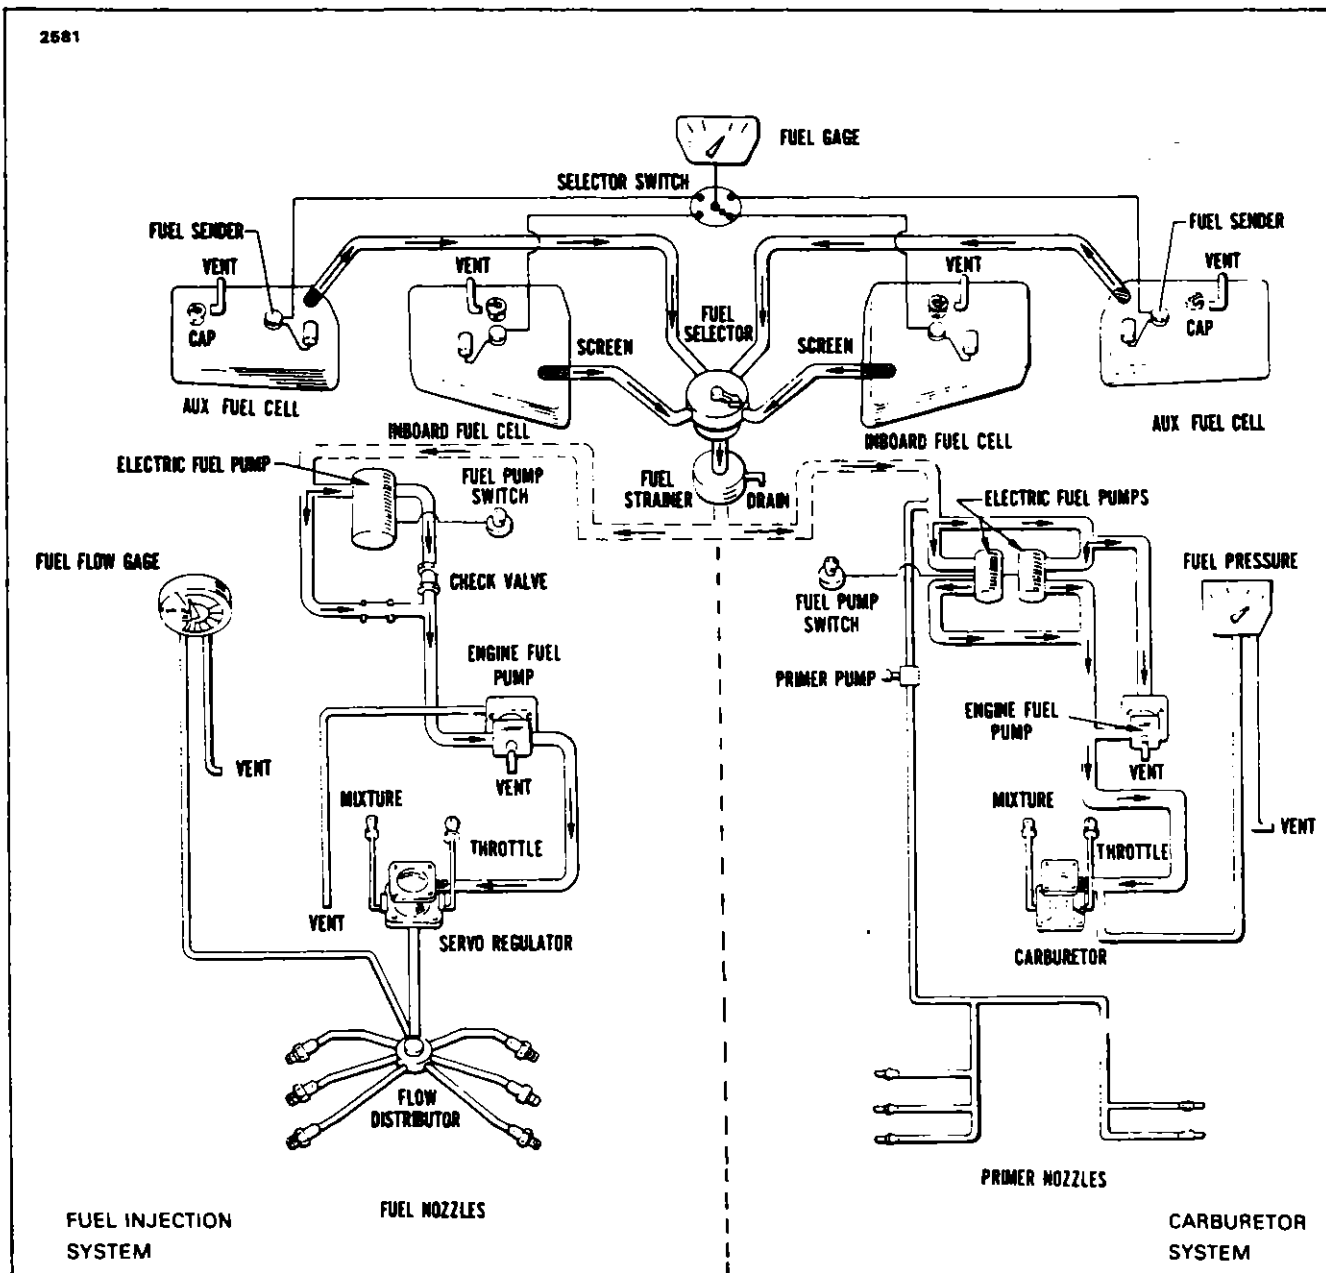 2581
FUEL GAGE
SELECTOR SWITCH
FUEL SENDER
FUEL SENDER
VENT
VENT
VENT
VENT
CAP
FUEL
SELECTOR
CAP
SCREEN
SCREEN
AUX FUEL CELL
AUX FUEL CELL
INBOARD FUEL CELL
INBOARD FUEL CELL
ELECTRIC FUEL PUMP
FUEL PUMP
SWITCH
FUEL
STRAINER
DRAIN
ELECTRIC FUEL PUMPS
FUEL FLOW GAGE
CHECK VALVE
FUEL PUMP
SWITCH
FUEL PRESSURE
ENGINE FUEL
PUMP
PRIMER PUMP
ENGINE FUEL
PUMP
VENT
VENT
VENT
MIXTURE
MIXTURE
VENT
THROTTLE
THROTTLE
VENT
SERVO REGULATOR
CARBURETOR
FLOW
DISTRIBUTOR
PRIMER NOZZLES
FUEL NOZZLES
FUEL INJECTION
SYSTEM
CARBURETOR
SYSTEM